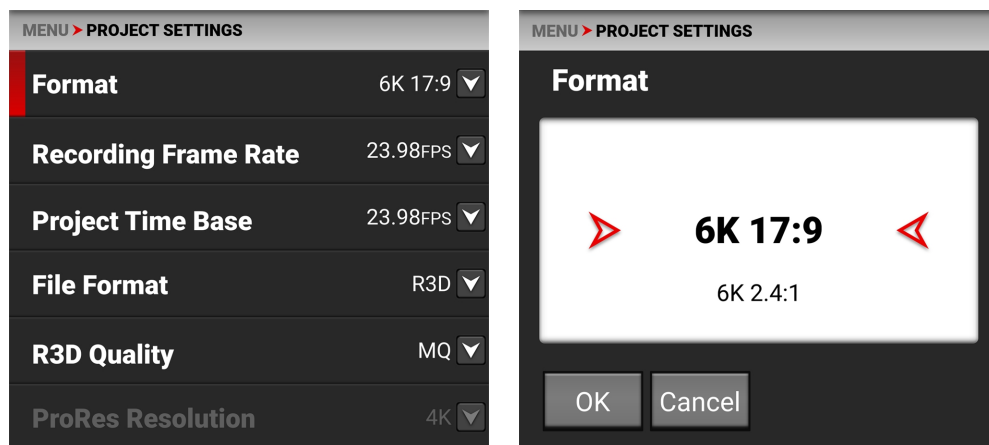 MENU PROJECT SETTINGS
Format 6K 17:9
Recording Frame Rate 23.98FPS
Project Time Base 23.98FPS
File Format R3D
R3D Quality MQ
ProRes Resolution 4K
MENU PROJECT SETTINGS
Format
6K 17:9
6K 2.4:1
OK Cancel